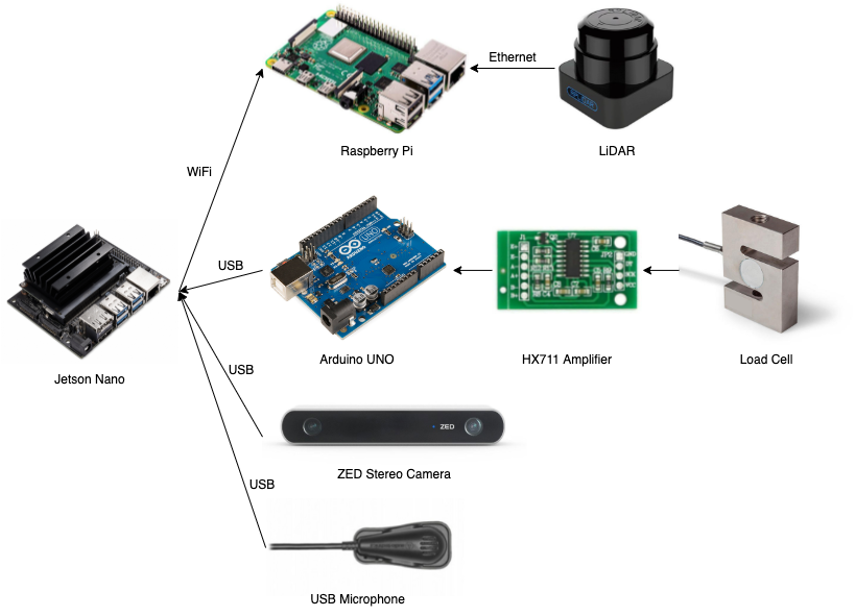 Ethernet
Raspberry Pi
LiDAR
WiFi
USB
UNO
Arduino UNO
HX711 Amplifier
Load Cell
Jetson Nano
USB
ZED
ZED Stereo Camera
USB
USB Microphone